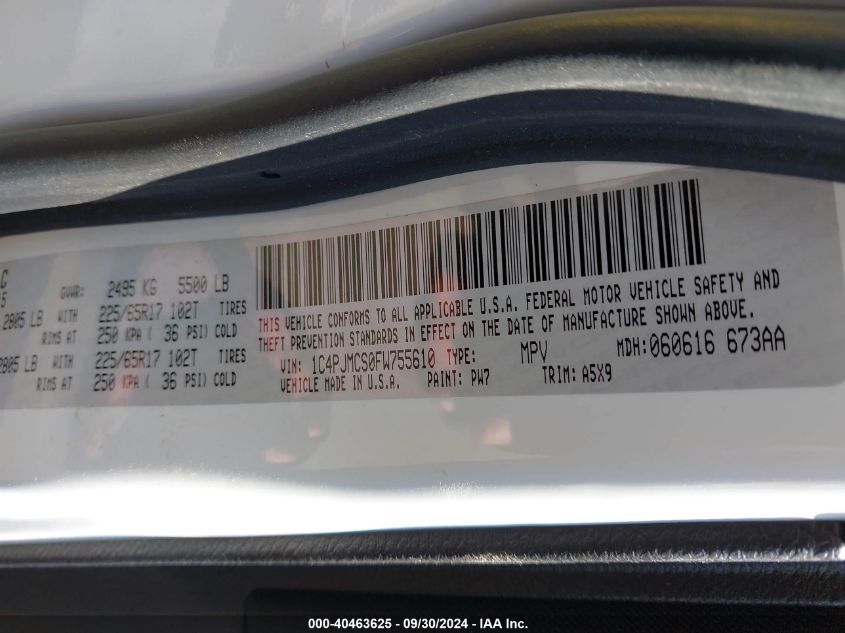 C
5
GVWR: 2495 KG 5500 LB
2805 LB WITH 225/65R17 102T TIRES
RIMS AT 250 KPA ( 36 PSI) COLD
2805 LB WITH 225/65R17 102T TIRES
RIMS AT 250 KPA ( 36 PSI) COLD
THIS VEHICLE CONFORMS TO ALL APPLICABLE U.S.A. FEDERAL MOTOR VEHICLE SAFETY AND
THEFT PREVENTION STANDARDS IN EFFECT ON THE DATE OF MANUFACTURE SHOWN ABOVE.
VIN: 1C4PJMCS0FW755610 TYPE: MPV MDH:060616 673AA
VEHICLE MADE IN U.S.A. PAINT: PW7 TRIM: A5X9
000-40463625 - 09/30/2024 - IAA Inc.